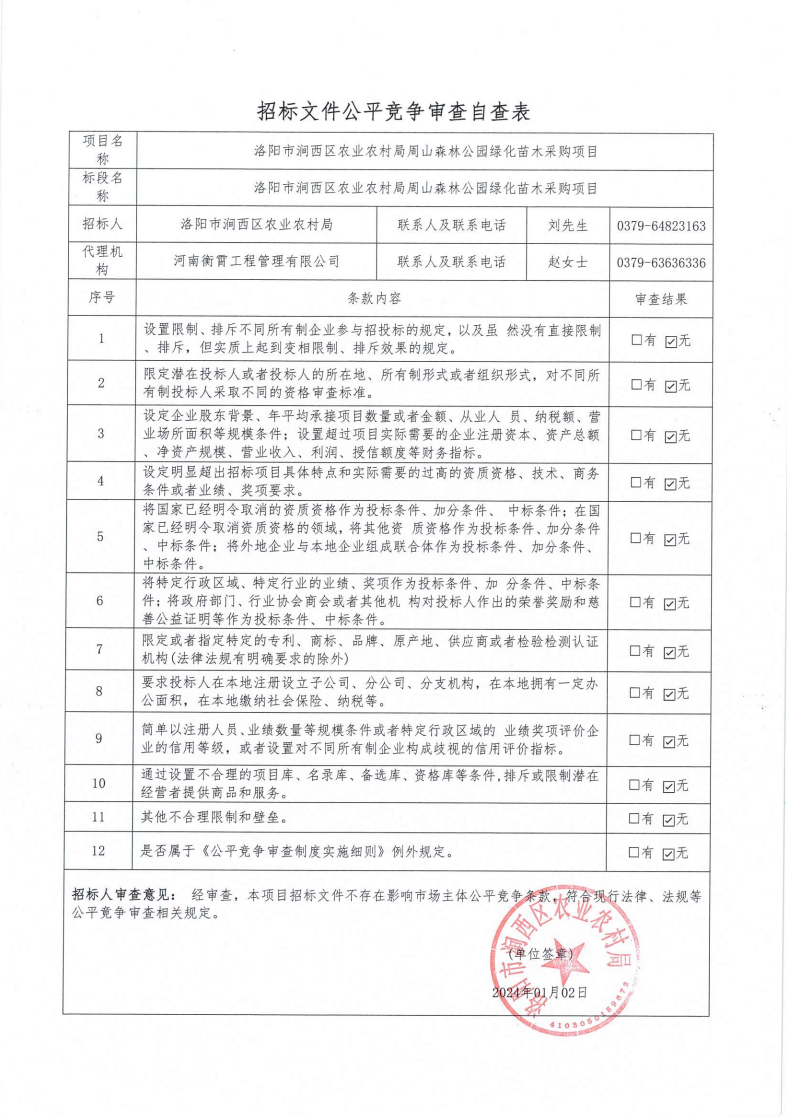 招标文件公平竞争审查自查表
项目名称
洛阳市涧西区农业农村局周山森林公园绿化苗木采购项目
标段名称
洛阳市涧西区农业农村局周山森林公园绿化苗木采购项目
招标人 洛阳市涧西区农业农村局 联系人及联系电话 刘先生 0379-64823163
代理机构 河南衡霄工程管理有限公司 联系人及联系电话 赵女士 0379-63636336
序号 条款内容 审查结果
1 设置限制、排斥不同所有制企业参与招投标的规定，以及虽 然没有直接限制
、排斥，但实质上起到变相限制、排斥效果的规定。 □有 ☑无
2 限定潜在投标人或者投标人的所在地、所有制形式或者组织形式，对不同所
有制投标人采取不同的资格审查标准。 □有 ☑无
3 设定企业股东背景、年平均承接项目数量或者金额、从业人 员、纳税额、营
业场所面积等规模条件；设置超过项目实际需要的企业注册资本、资产总额
、净资产规模、营业收入、利润、授信额度等财务指标。 □有 ☑无
4 设定明显超出招标项目具体特点和实际需要的过高的资质资格、技术、商务
条件或者业绩、奖项要求。 □有 ☑无
5 将国家已经明令取消的资质资格作为投标条件、加分条件、 中标条件；在国
家已经明令取消资质资格的领域，将其他资 质资格作为投标条件、加分条件
、中标条件；将外地企业与本地企业组成联合体作为投标条件、加分条件、
中标条件。 □有 ☑无
6 将特定行政区域、特定行业的业绩、奖项作为投标条件、加 分条件、中标条
件；将政府部门、行业协会商会或者其他机 构对投标人作出的荣誉奖励和慈
善公益证明等作为投标条件、中标条件。 □有 ☑无
7 限定或者指定特定的专利、商标、品牌、原产地、供应商或者检验检测认证
机构(法律法规有明确要求的除外) □有 ☑无
8 要求投标人在本地注册设立子公司、分公司、分支机构，在本地拥有一定办
公面积，在本地缴纳社会保险、纳税等。 □有 ☑无
9 简单以注册人员、业绩数量等规模条件或者特定行政区域的 业绩奖项评价企
业的信用等级，或者设置对不同所有制企业构成歧视的信用评价指标。 □有 ☑无
10 通过设置不合理的项目库、名录库、备选库、资格库等条件,排斥或限制潜在
经营者提供商品和服务。 □有 ☑无
11 其他不合理限制和壁垒。 □有 ☑无
12 是否属于《公平竞争审查制度实施细则》例外规定。 □有 ☑无
招标人审查意见： 经审查，本项目招标文件不存在影响市场主体公平竞争条款，符合现行法律、法规等
公平竞争审查相关规定。
洛阳市涧西区农业农村局
(单位签章)
2024年01月02日